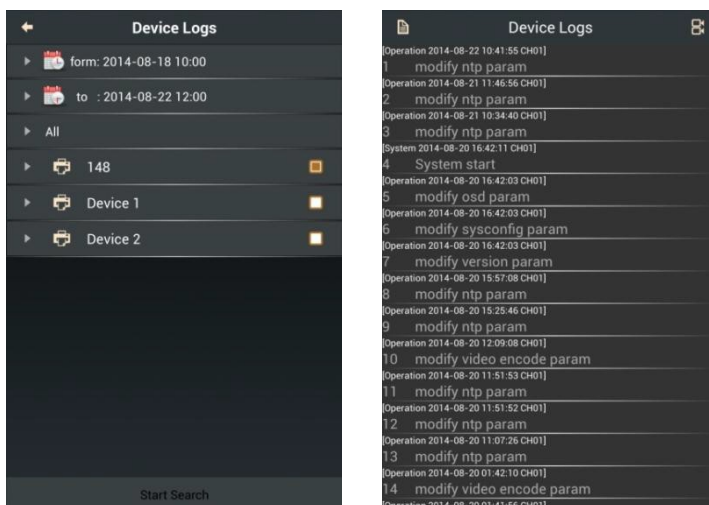 Device Logs
form: 2014-08-18 10:00
to : 2014-08-22 12:00
All
148
Device 1
Device 2
Start Search
Device Logs
[Operation 2014-08-22 10:41:55 CH01]
1 modify ntp param
[Operation 2014-08-21 11:46:56 CH01]
2 modify ntp param
[Operation 2014-08-21 10:34:40 CH01]
3 modify ntp param
[System 2014-08-20 16:42:11 CH01]
4 System start
[Operation 2014-08-20 16:42:03 CH01]
5 modify osd param
[Operation 2014-08-20 16:42:03 CH01]
6 modify sysconfig param
[Operation 2014-08-20 16:42:03 CH01]
7 modify version param
[Operation 2014-08-20 15:57:08 CH01]
8 modify ntp param
[Operation 2014-08-20 15:25:46 CH01]
9 modify ntp param
[Operation 2014-08-20 12:09:08 CH01]
10 modify video encode param
[Operation 2014-08-20 11:51:53 CH01]
11 modify ntp param
[Operation 2014-08-20 11:51:52 CH01]
12 modify ntp param
[Operation 2014-08-20 11:07:26 CH01]
13 modify ntp param
[Operation 2014-08-20 01:42:10 CH01]
14 modify video encode param
[Operation 2014-08-20 01:41:56 CH01]